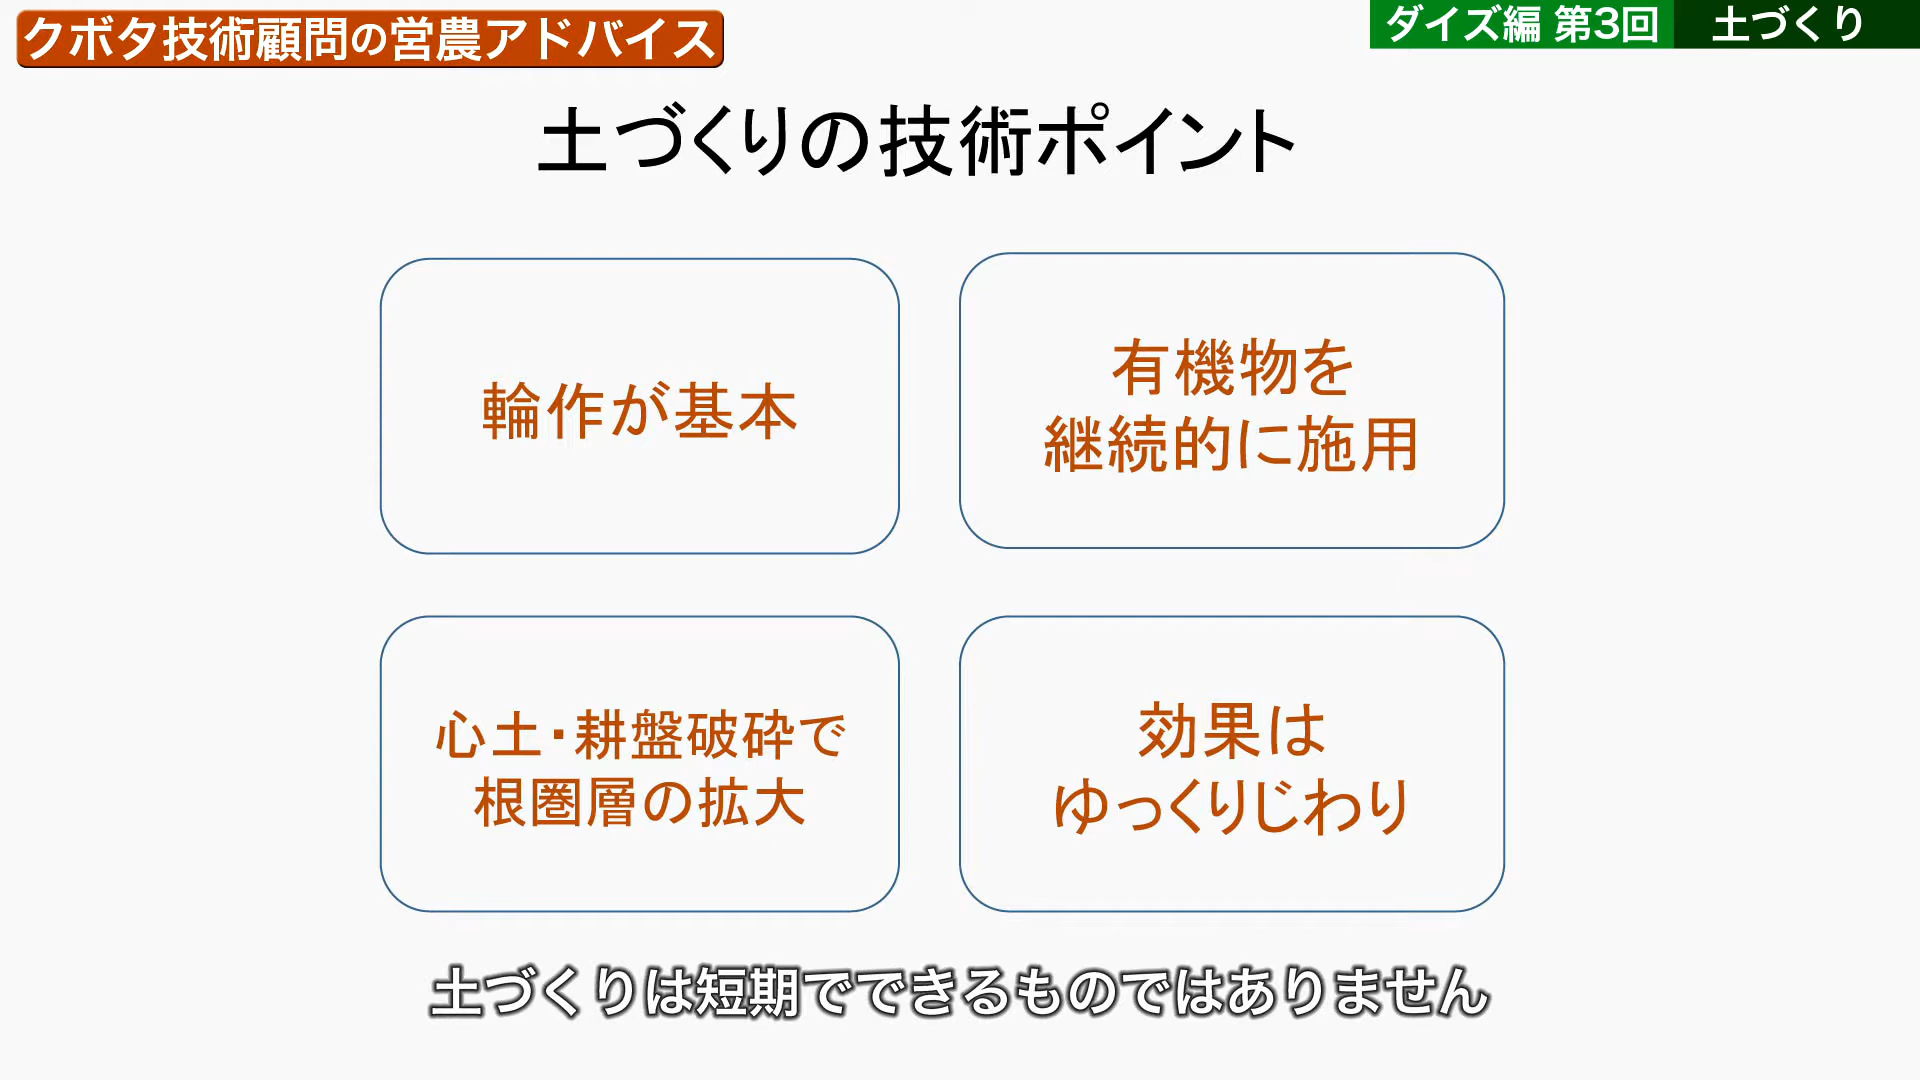 クボタ技術顧問の営農アドバイス
ダイズ編 第3回 土づくり
土づくりの技術ポイント
輪作が基本
有機物を
継続的に施用
心土・耕盤破砕で
根圏層の拡大
効果は
ゆっくりじわり
土づくりは短期でできるものではありません